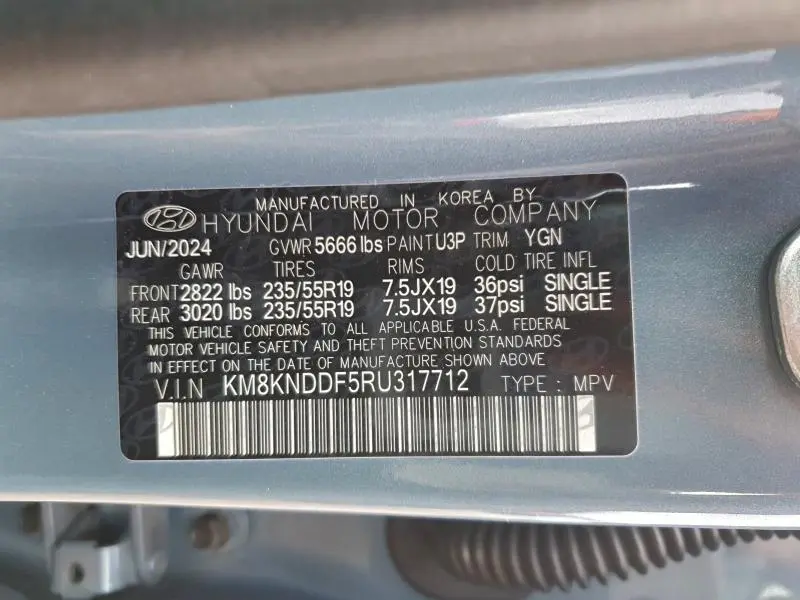 MANUFACTURED IN KOREA BY
HYUNDAI MOTOR COMPANY
JUN/2024 GVWR 5666 lbs PAINT U3P TRIM YGN
GAWR TIRES RIMS COLD TIRE INFL
FRONT 2822 lbs 235/55R19 7.5JX19 36psi SINGLE
REAR 3020 lbs 235/55R19 7.5JX19 37psi SINGLE
THIS VEHICLE CONFORMS TO ALL APPLICABLE U.S.A. FEDERAL
MOTOR VEHICLE SAFETY AND THEFT PREVENTION STANDARDS
IN EFFECT ON THE DATE OF MANUFACTURE SHOWN ABOVE
V.I.N KM8KNDDF5RU317712 TYPE : MPV